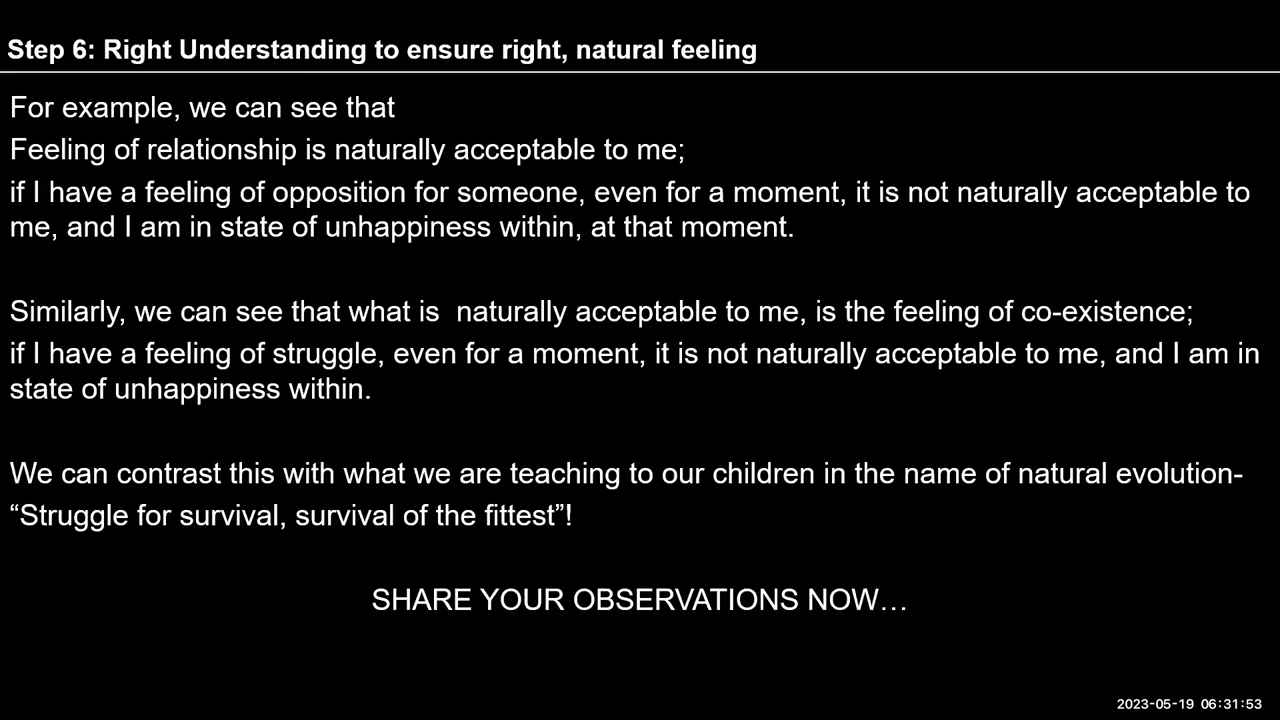 Step 6: Right Understanding to ensure right, natural feeling
For example, we can see that
Feeling of relationship is naturally acceptable to me;
if I have a feeling of opposition for someone, even for a moment, it is not naturally acceptable to
me, and I am in state of unhappiness within, at that moment.
Similarly, we can see that what is  naturally acceptable to me, is the feeling of co-existence;
if I have a feeling of struggle, even for a moment, it is not naturally acceptable to me, and I am in
state of unhappiness within.
We can contrast this with what we are teaching to our children in the name of natural evolution-
“Struggle for survival, survival of the fittest”!
SHARE YOUR OBSERVATIONS NOW…
2023-05-19 06:31:53